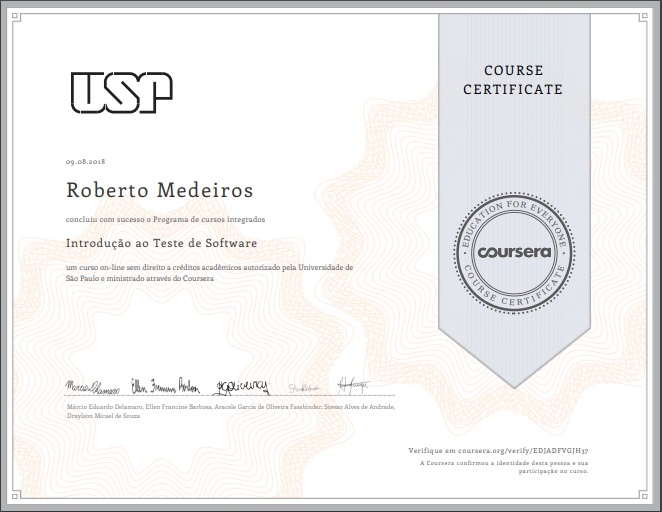 USP
COURSE
CERTIFICATE
09.08.2018
Roberto Medeiros
concluiu com sucesso o Programa de cursos integrados
Introdução ao Teste de Software
um curso on-line sem direito a créditos acadêmicos autorizado pela Universidade de
São Paulo e ministrado através do Coursera
EDUCATION FOR EVERYONE
coursera
COURSE CERTIFICATE
Márcio Eduardo Delamaro, Ellen Francine Barbosa, Aracele Garcia de Oliveira Fassbinder, Stevao Alves de Andrade,
Draylson Micael de Souza
Verifique em coursera.org/verify/EDJADFVGJH37
A Coursera confirmou a identidade desta pessoa e sua
participação no curso.